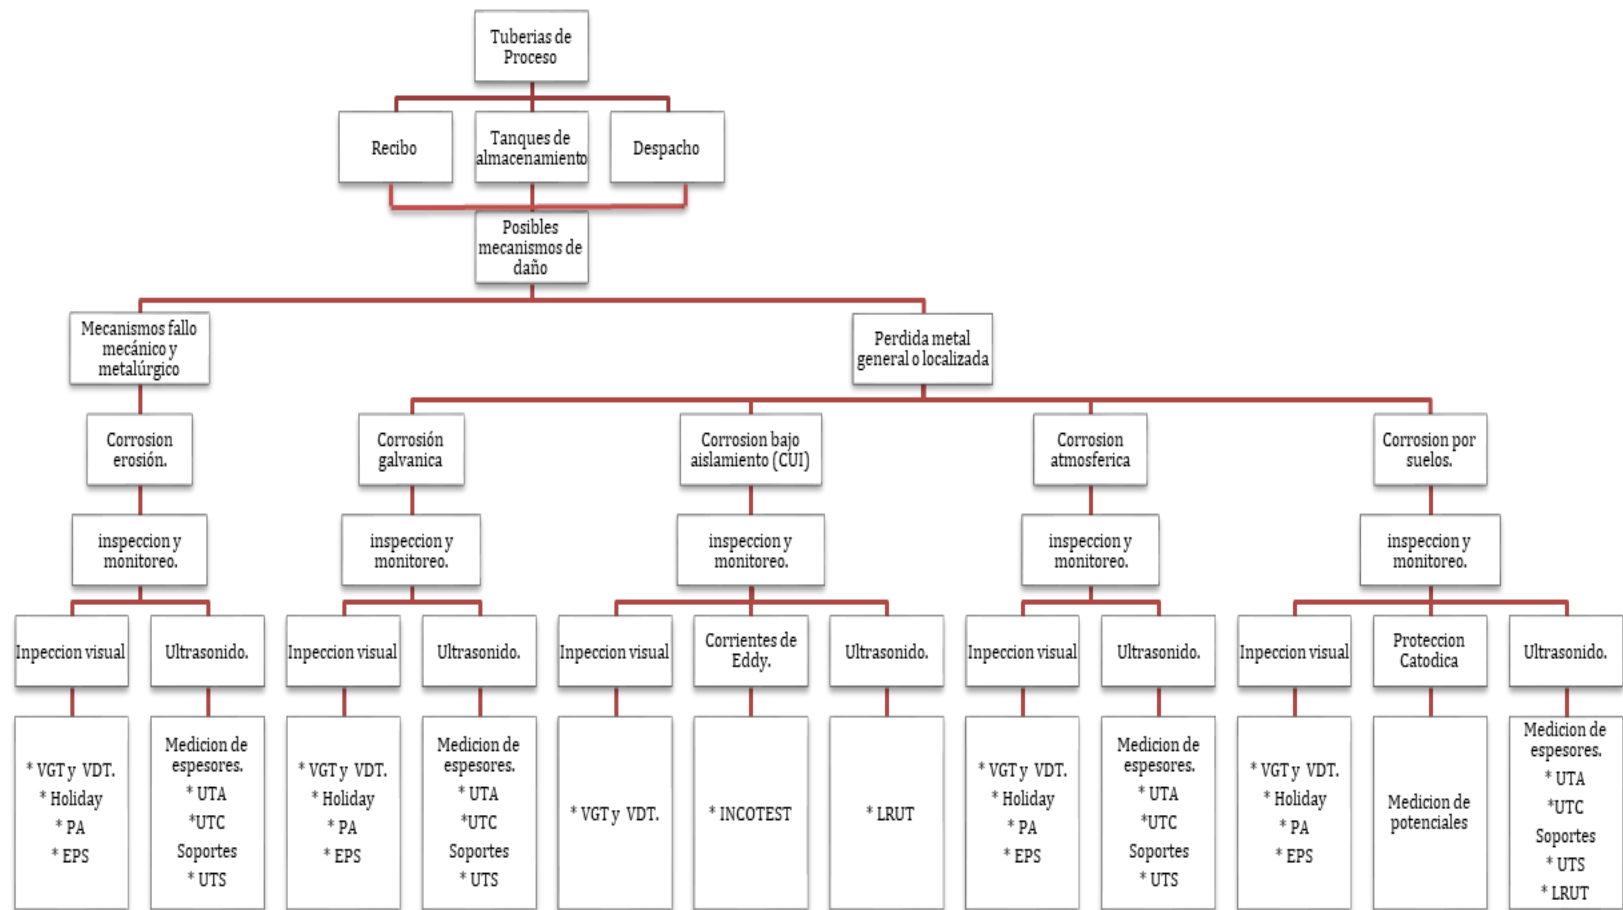 Tuberias de
Proceso
Recibo
Tanques de
almacenamiento
Despacho
Posibles
mecanismos de
daño
Mecanismos fallo
mecánico y
metalúrgico
Perdida metal
general o localizada
Corrosion
erosión.
Corrosión
galvanica
Corrosion bajo
aislamiento (CUI)
Corrosion
atmosferica
Corrosion por
suelos.
inspeccion y
monitoreo.
inspeccion y
monitoreo.
inspeccion y
monitoreo.
inspeccion y
monitoreo.
inspeccion y
monitoreo.
Inpeccion visual
Ultrasonido.
Inpeccion visual
Ultrasonido.
Inpeccion visual
Corrientes de
Eddy.
Ultrasonido.
Inpeccion visual
Ultrasonido.
Inpeccion visual
Proteccion
Catodica
Ultrasonido.
* VGT y VDT.
* Holiday
* PA
* EPS
Medicion de
espesores.
* UTA
*UTC
Soportes
* UTS
* VGT y VDT.
* Holiday
* PA
* EPS
Medicion de
espesores.
* UTA
*UTC
Soportes
* UTS
* VGT y VDT.
* INCOTEST
* LRUT
* VGT y VDT.
* Holiday
* PA
* EPS
Medicion de
espesores.
* UTA
*UTC
Soportes
* UTS
* VGT y VDT.
* Holiday
* PA
* EPS
Medicion de
potenciales
Medicion de
espesores.
* UTA
*UTC
Soportes
* UTS
* LRUT